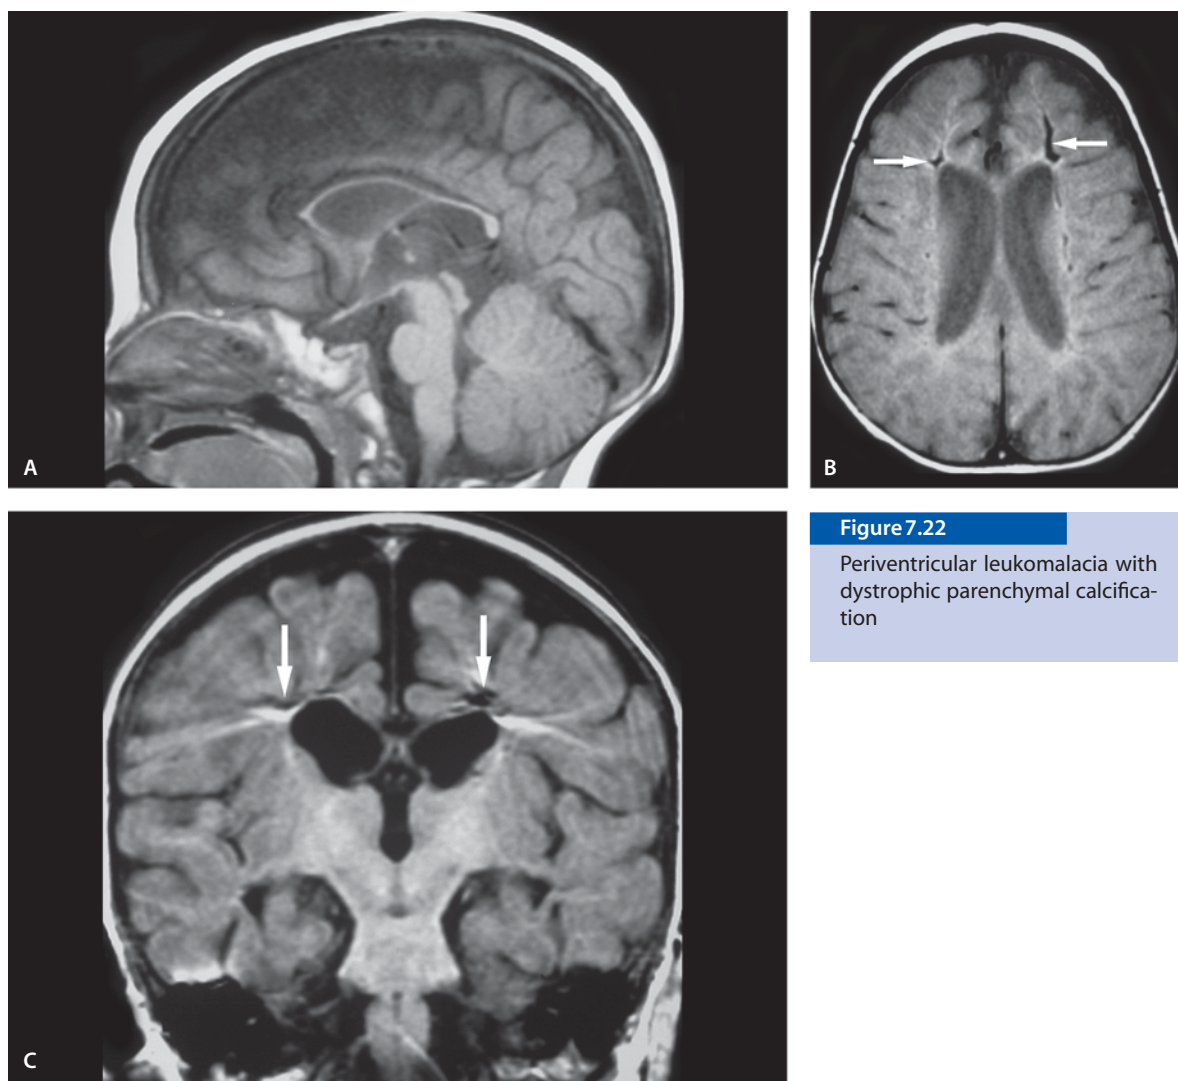 A
B
C
Figure 7.22
Periventricular leukomalacia with
dystrophic parenchymal calcifica-
tion